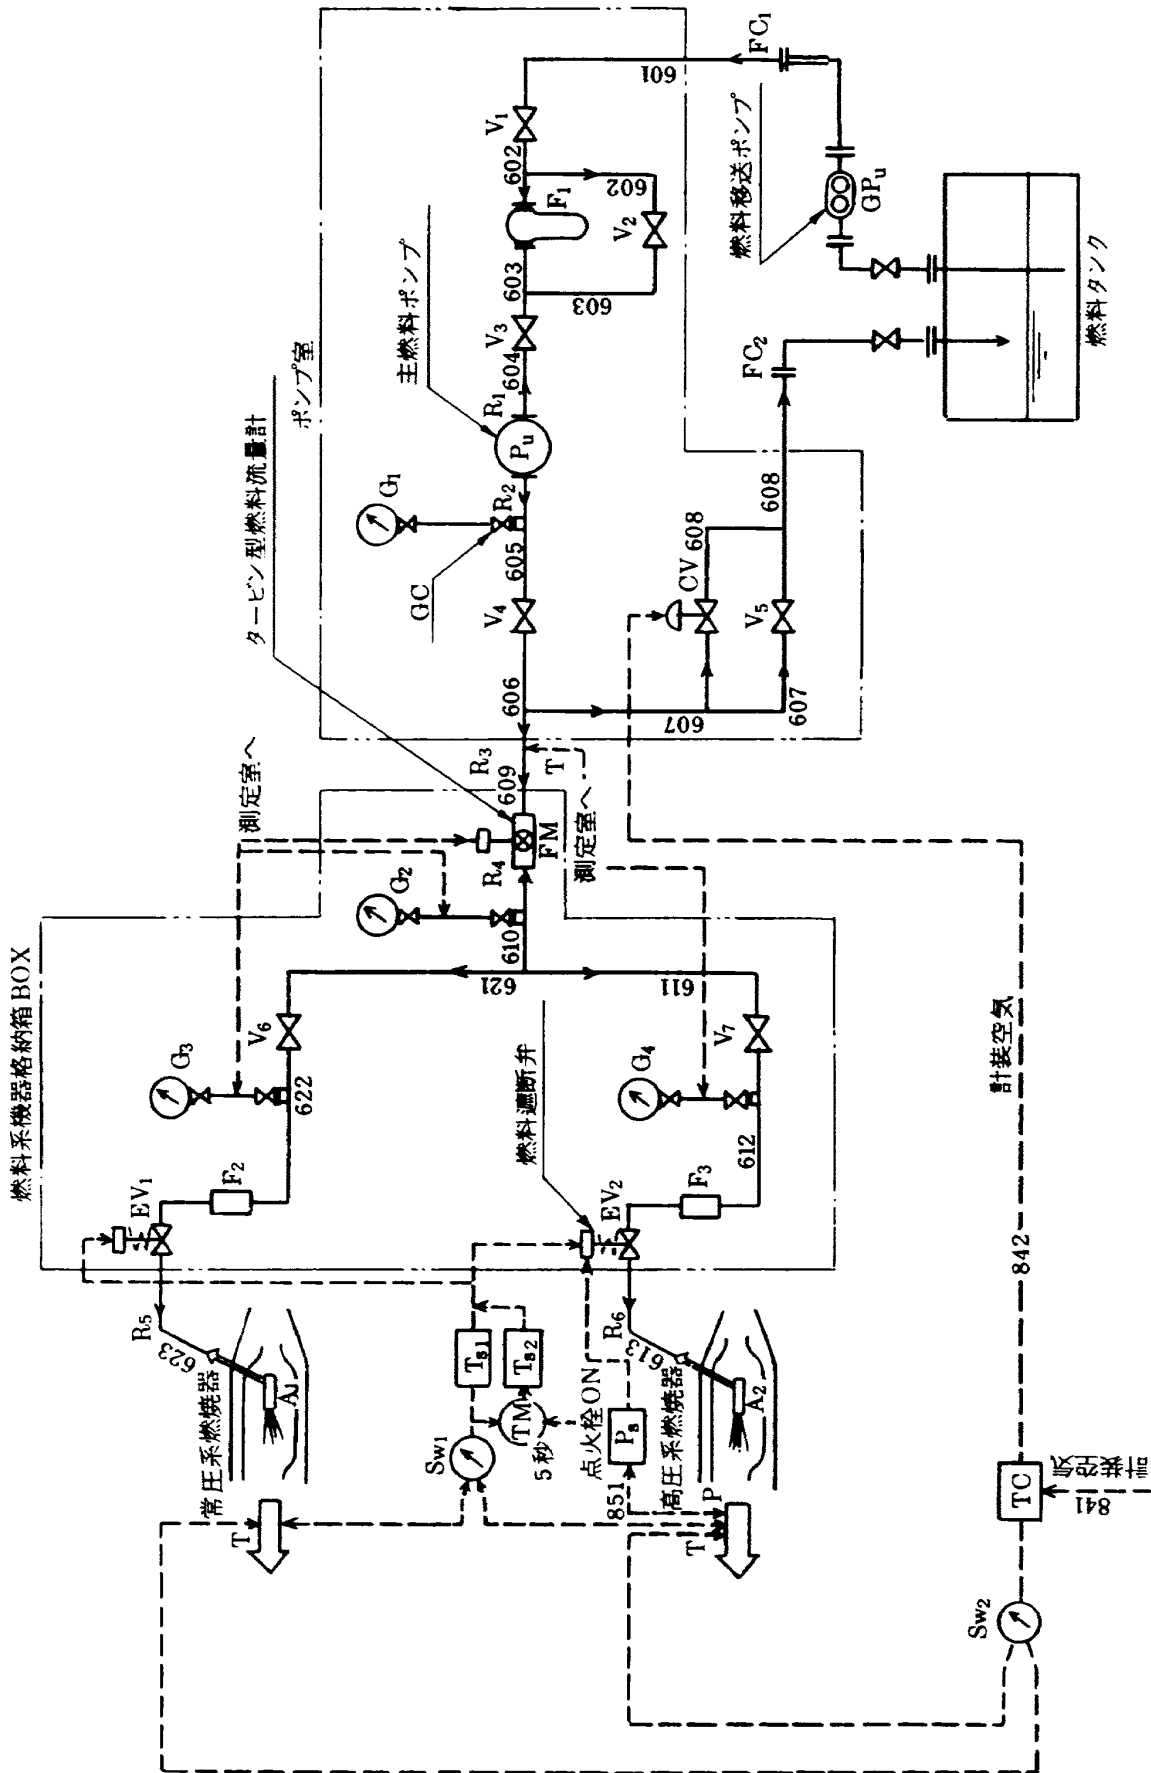 ポンプ室
タービン型燃料流量計
主燃料ポンプ
燃料移送ポンプ
燃料タンク
FC₁
601
V₁
602
602
F₁
V₂
603
603
V₃
604
R₁
Pᵤ
R₂
G₁
GC
605
V₄
606
607
607
CV
V₅
608
608
FC₂
GPᵤ
測定室へ
R₃
609
T
測定室へ
FM
R₄
G₂
610
621
611
燃料系機器格納箱BOX
G₃
V₆
622
F₂
EV₁
燃料遮断弁
G₄
V₇
612
F₃
EV₂
R₅
623
常圧系燃焼器
A₁
T
Tₛ₁
Tₛ₂
TM
5秒
Sw₁
点火栓ON
Pₛ
851
R₆
613
高圧系燃焼器
A₂
P
T
計装空気
842
TC
841
計装空気
Sw₂